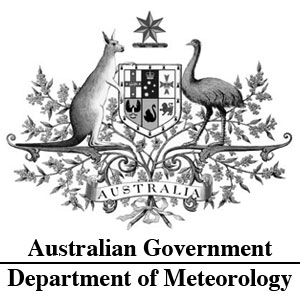 AUSTRALIA
Australian Government
Department of Meteorology